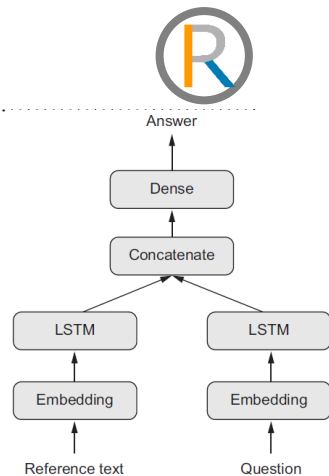 R
Answer
Dense
Concatenate
LSTM LSTM
Embedding Embedding
Reference text Question